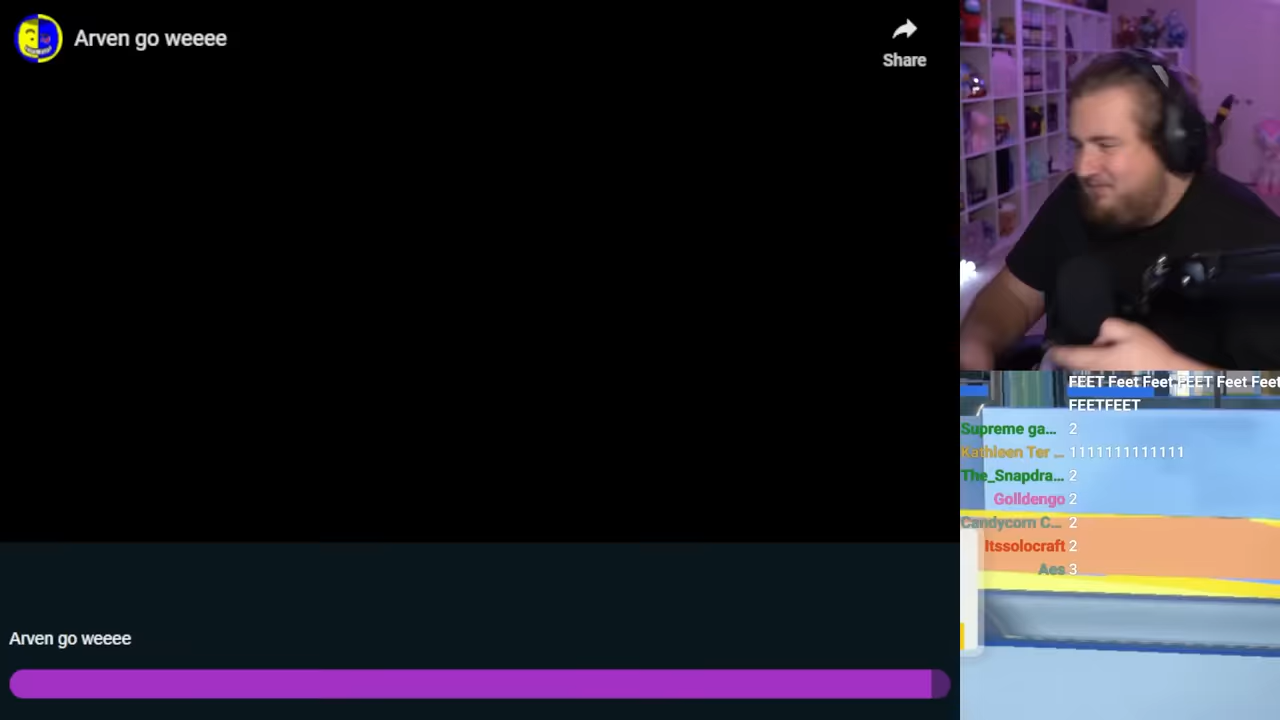 Arven go weeee
Share
FEET Feet Feet FEET Feet Feet
FEETFEET
Supreme ga... 2
Kathleen Ter ... 1111111111111
The_Snapdra... 2
Golldengo 2
Candycorn C... 2
Itssolocraft 2
Aes 3
Arven go weeee